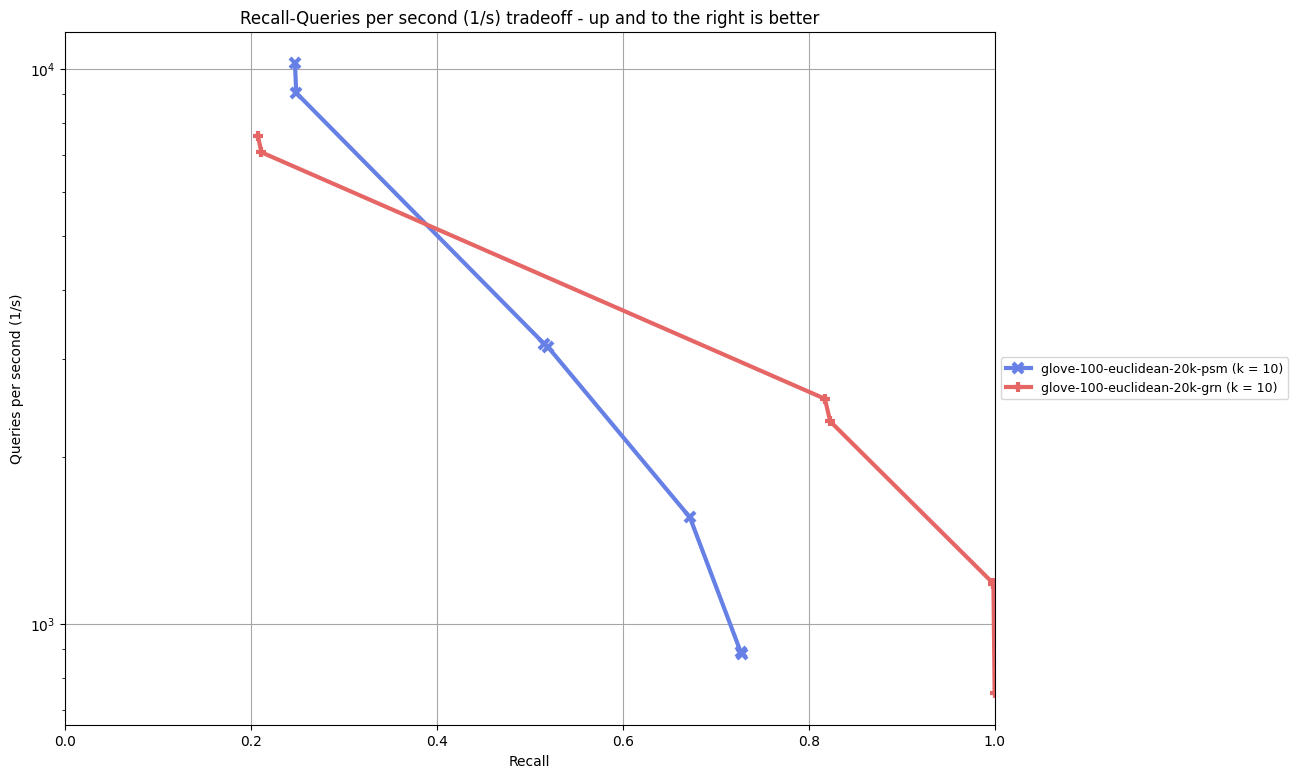 Recall-Queries per second (1/s) tradeoff - up and to the right is better
10^4
10^3
Queries per second (1/s)
0.0 0.2 0.4 0.6 0.8 1.0
Recall
glove-100-euclidean-20k-psm (k = 10)
glove-100-euclidean-20k-grn (k = 10)